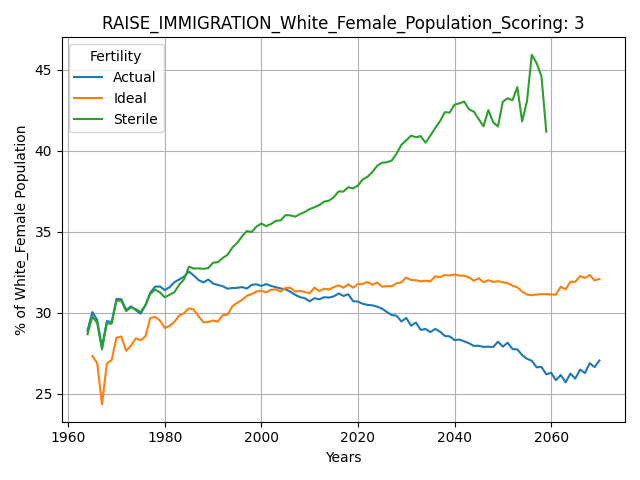 RAISE_IMMIGRATION_White_Female_Population_Scoring: 3
Fertility
Actual
Ideal
Sterile
% of White_Female Population
45
40
35
30
25
1960
1980
2000
2020
2040
2060
Years